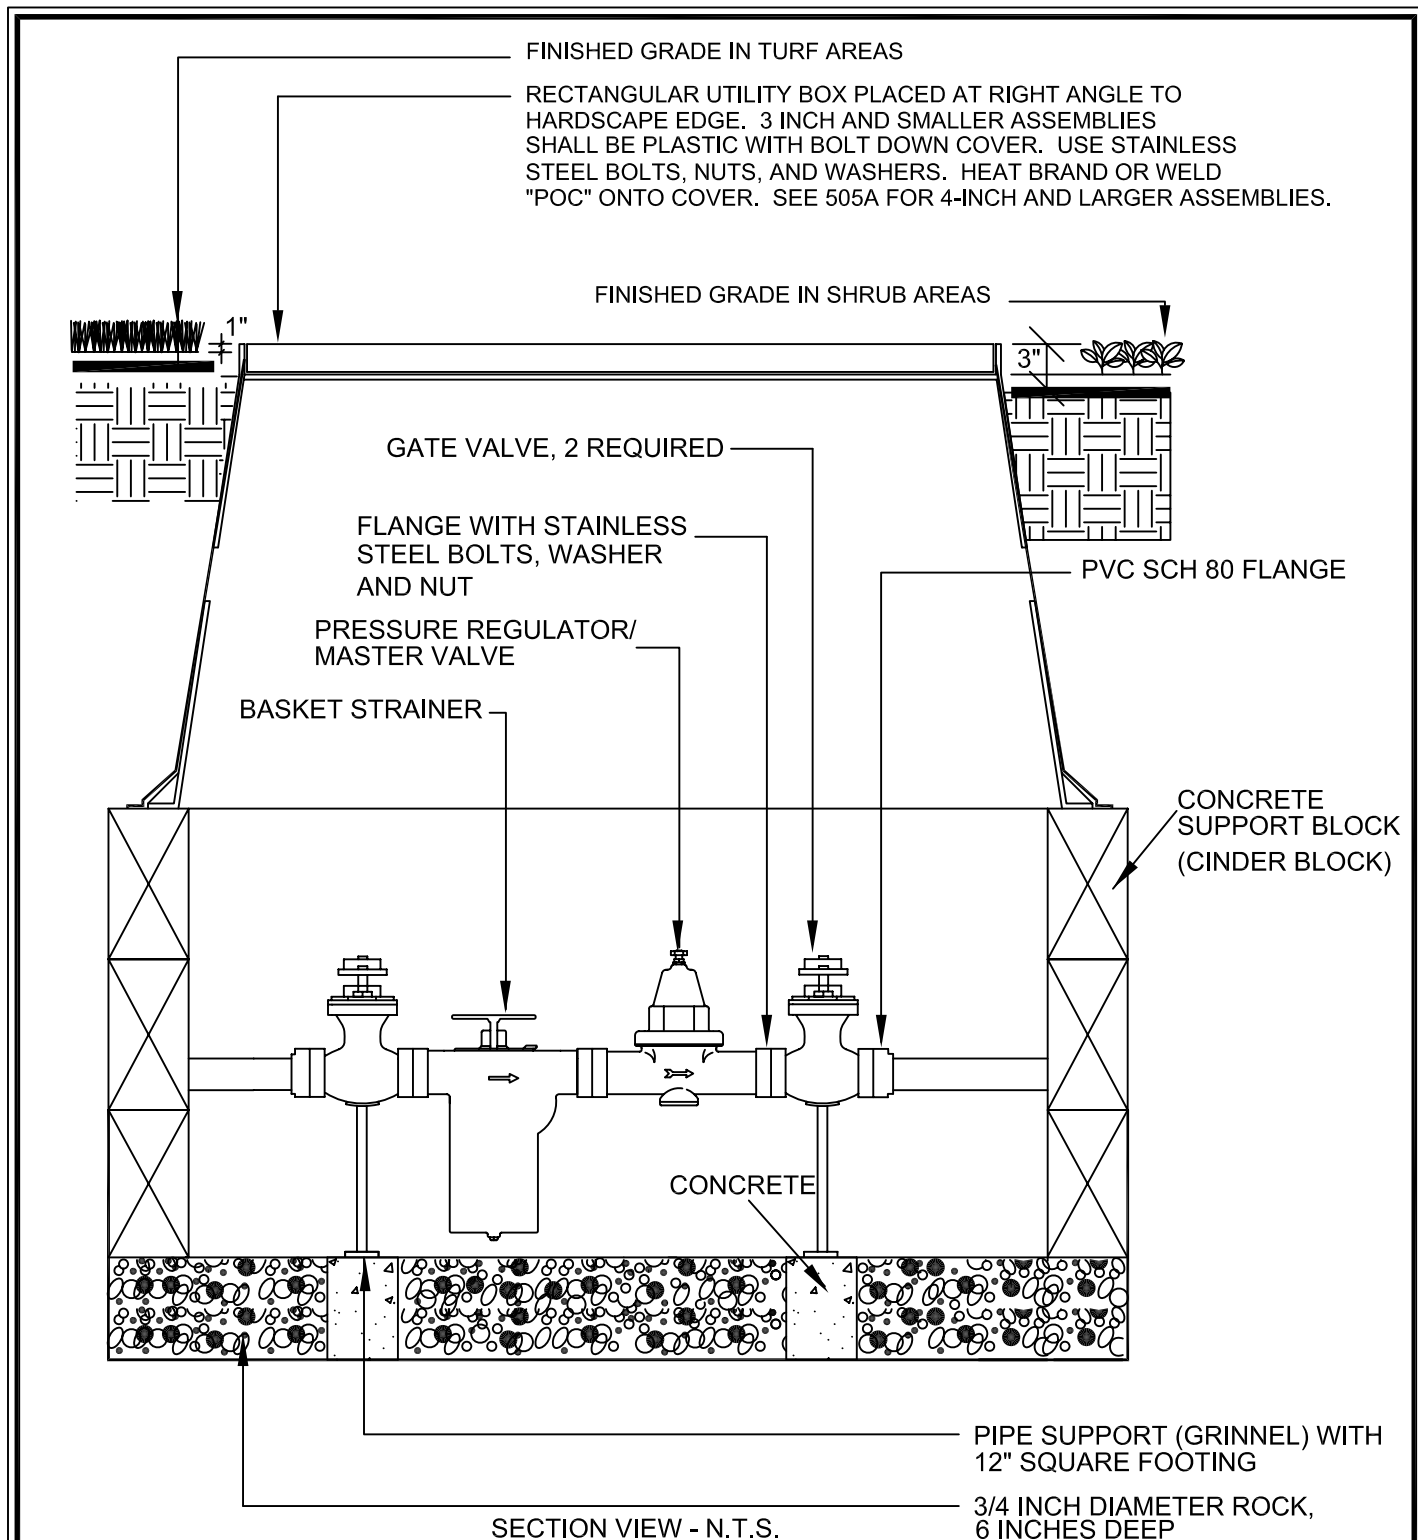 FINISHED GRADE IN TURF AREAS
RECTANGULAR UTILITY BOX PLACED AT RIGHT ANGLE TO
HARDSCAPE EDGE. 3 INCH AND SMALLER ASSEMBLIES
SHALL BE PLASTIC WITH BOLT DOWN COVER. USE STAINLESS
STEEL BOLTS, NUTS, AND WASHERS. HEAT BRAND OR WELD
"POC" ONTO COVER. SEE 505A FOR 4-INCH AND LARGER ASSEMBLIES.
FINISHED GRADE IN SHRUB AREAS
1"
3"
GATE VALVE, 2 REQUIRED
FLANGE WITH STAINLESS
STEEL BOLTS, WASHER
AND NUT
PVC SCH 80 FLANGE
PRESSURE REGULATOR/
MASTER VALVE
BASKET STRAINER
CONCRETE
SUPPORT BLOCK
(CINDER BLOCK)
CONCRETE
PIPE SUPPORT (GRINNEL) WITH
12" SQUARE FOOTING
3/4 INCH DIAMETER ROCK,
6 INCHES DEEP
SECTION VIEW - N.T.S.